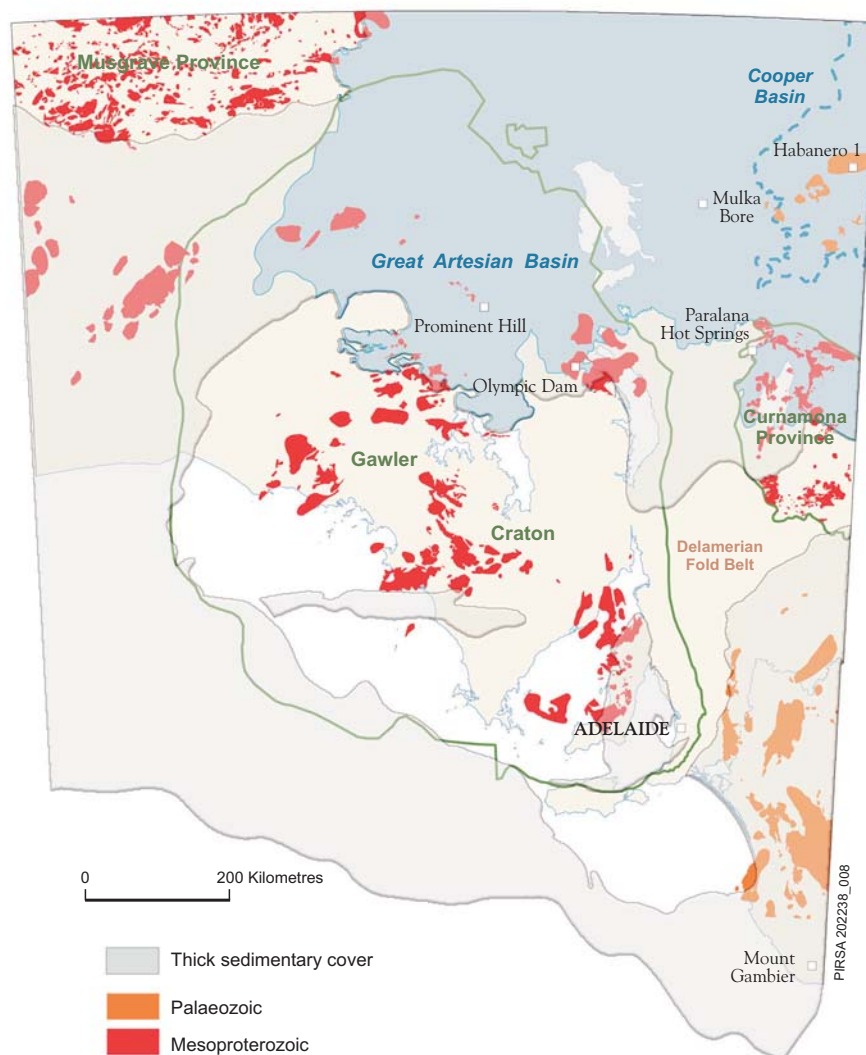 Musgrave Province
Cooper
Basin
Habanero 1
Mulka
Bore
Great Artesian Basin
Prominent Hill
Paralana
Hot Springs
Olympic Dam
Curnamona
Province
Gawler
Craton
Delamerian
Fold Belt
ADELAIDE
0
200 Kilometres
Mount
Gambier
PIRSA 202238_008
Thick sedimentary cover
Palaeozoic
Mesoproterozoic